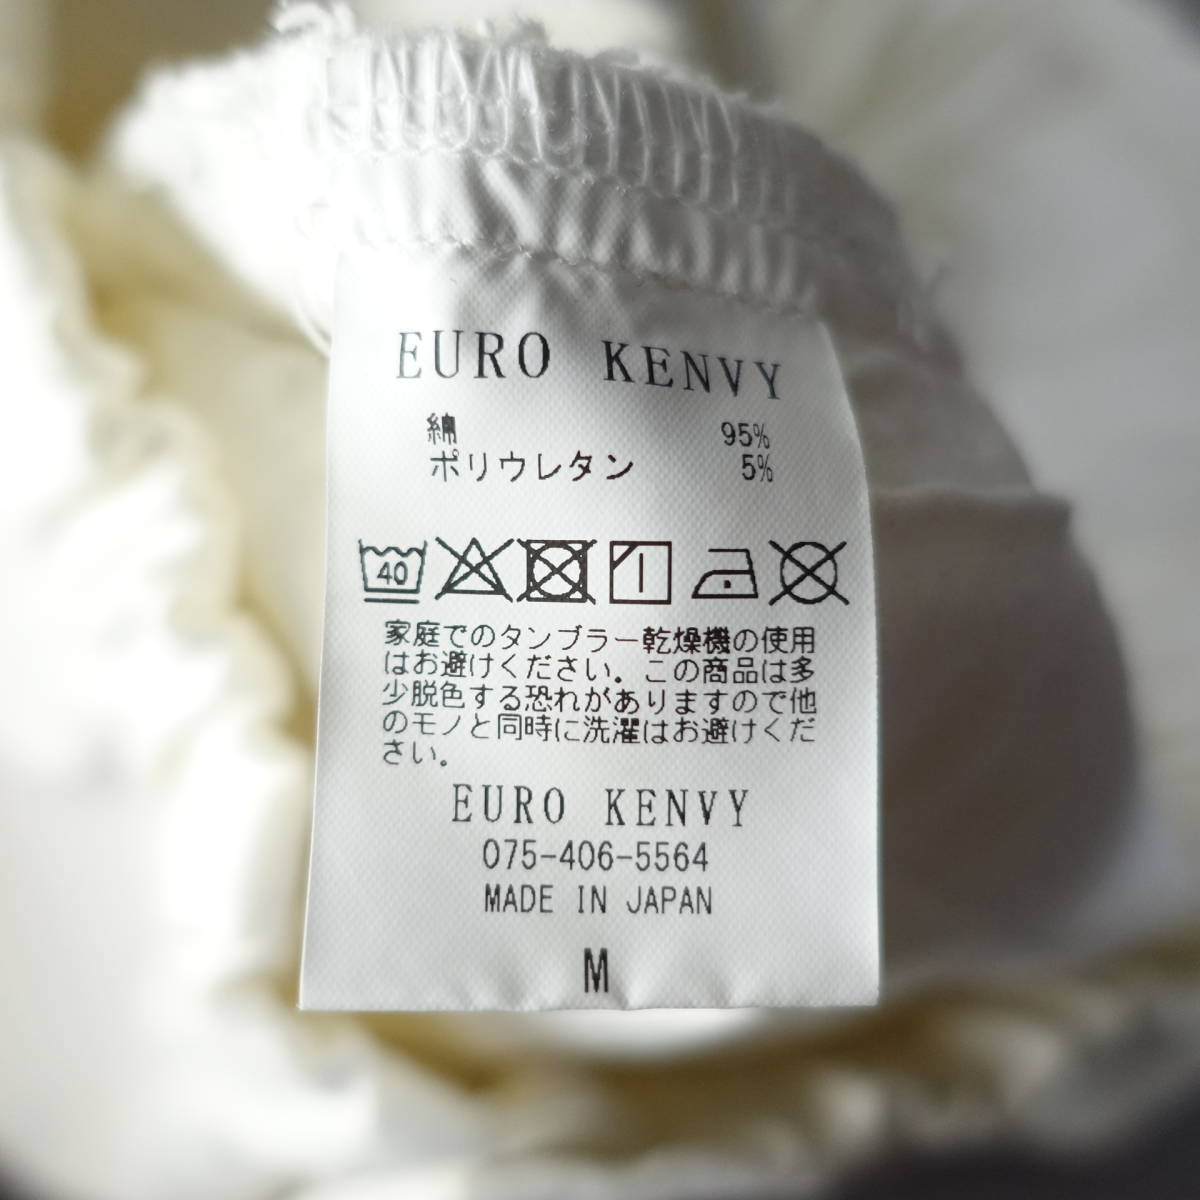 EURO KENVY
綿 95%
ポリウレタン 5%
40
家庭でのタンブラー乾燥機の使用
はお避けください。この商品は多
少脱色する恐れがありますので他
のモノと同時に洗濯はお避けくだ
さい。
EURO KENVY
075-406-5564
MADE IN JAPAN
M